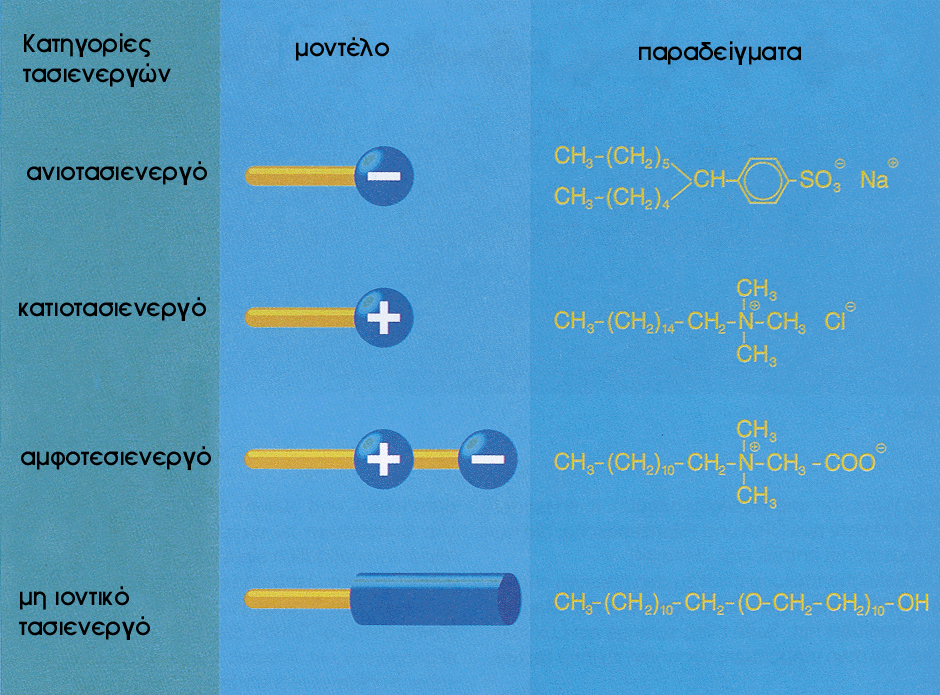 Κατηγορίες
τασιενεργών
μοντέλο
παραδείγματα
ανιοτασιενεργό
−
CH₃-(CH₂)₅
CH₃-(CH₂)₄
CH-
-SO₃⊖ Na⊕
κατιοτασιενεργό
+
CH₃
CH₃-(CH₂)₁₄-CH₂-N⊕-CH₃ Cl⊖
CH₃
αμφοτεσιενεργό
+ −
CH₃
CH₃-(CH₂)₁₀-CH₂-N⊕-CH₃-COO⊖
CH₃
μη ιοντικό
τασιενεργό
CH₃-(CH₂)₁₀-CH₂-(O-CH₂-CH₂)₁₀-OH